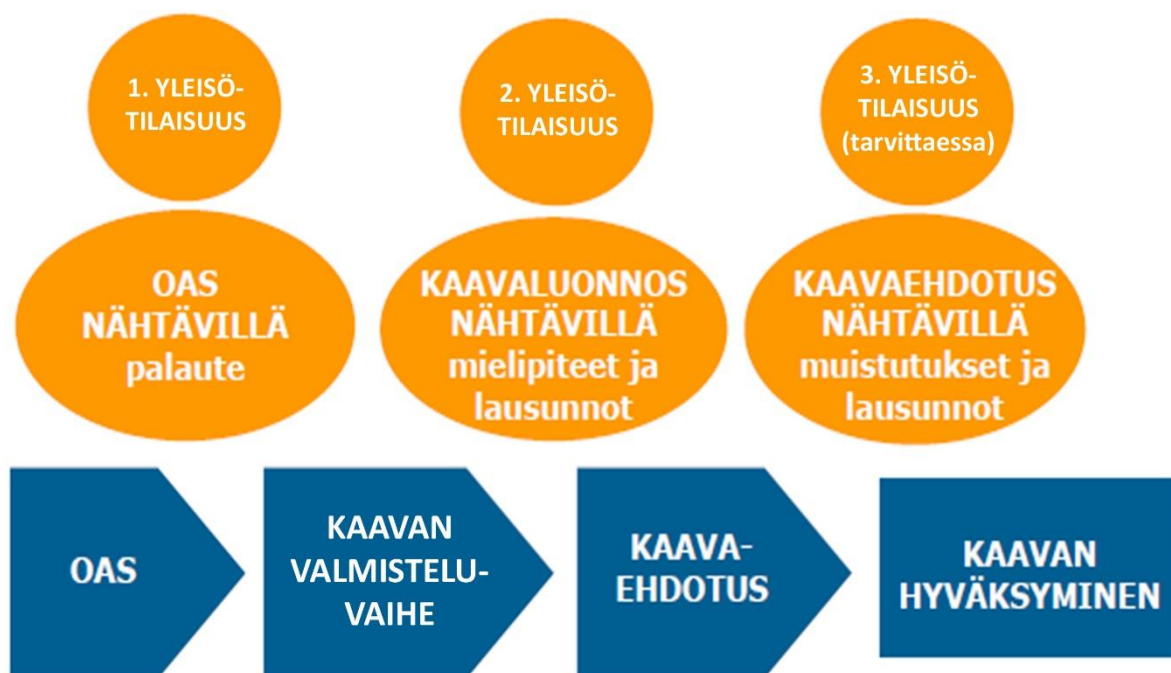 1. YLEISÖ-
TILAISUUS
2. YLEISÖ-
TILAISUUS
3. YLEISÖ-
TILAISUUS
(tarvittaessa)
OAS
NÄHTÄVILLÄ
palaute
KAAVALUONNOS
NÄHTÄVILLÄ
mielipiteet ja
lausunnot
KAAVAEHDOTUS
NÄHTÄVILLÄ
muistutukset ja
lausunnot
OAS
KAAVAN
VALMISTELU-
VAIHE
KAAVA-
EHDOTUS
KAAVAN
HYVÄKSYMINEN